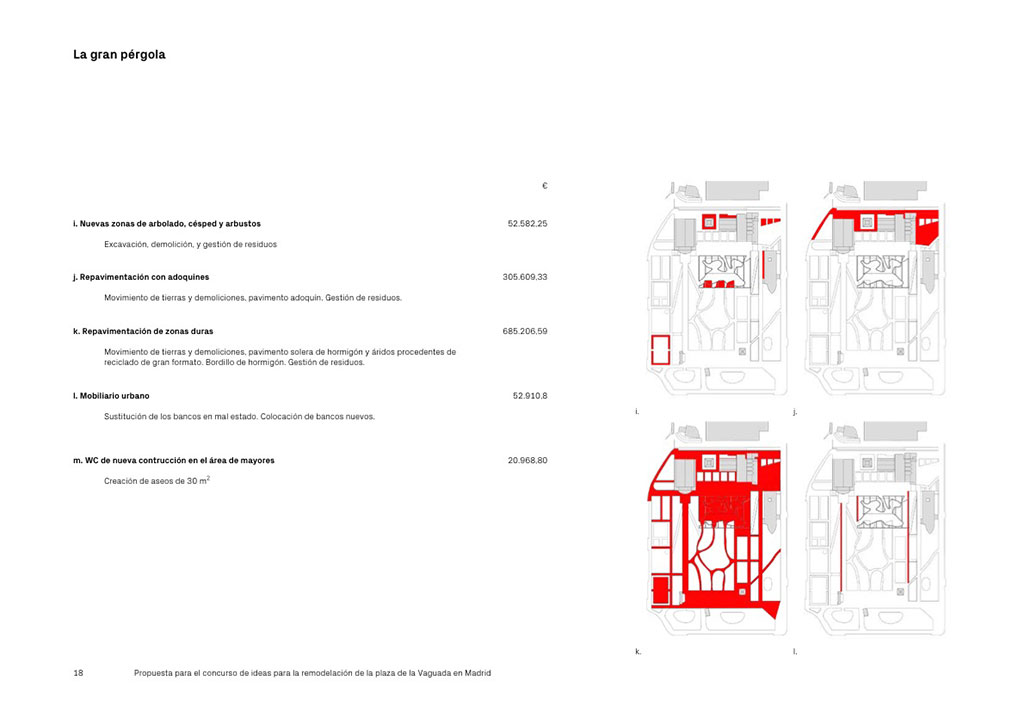 La gran pérgola
€
i. Nuevas zonas de arbolado, césped y arbustos 52.582.25
Excavación, demolición, y gestión de residuos
j. Repavimentación con adoquines 305.609,33
Movimiento de tierras y demoliciones, pavimento adoquín. Gestión de residuos.
k. Repavimentación de zonas duras 685.206,59
Movimiento de tierras y demoliciones, pavimento solera de hormigón y áridos procedentes de
reciclado de gran formato. Bordillo de hormigón. Gestión de residuos.
l. Mobiliario urbano 52.910.8
Sustitución de los bancos en mal estado. Colocación de bancos nuevos.
m. WC de nueva contrucción en el área de mayores 20.968.80
Creación de aseos de 30 m²
i.
j.
k.
l.
18 Propuesta para el concurso de ideas para la remodelación de la plaza de la Vaguada en Madrid